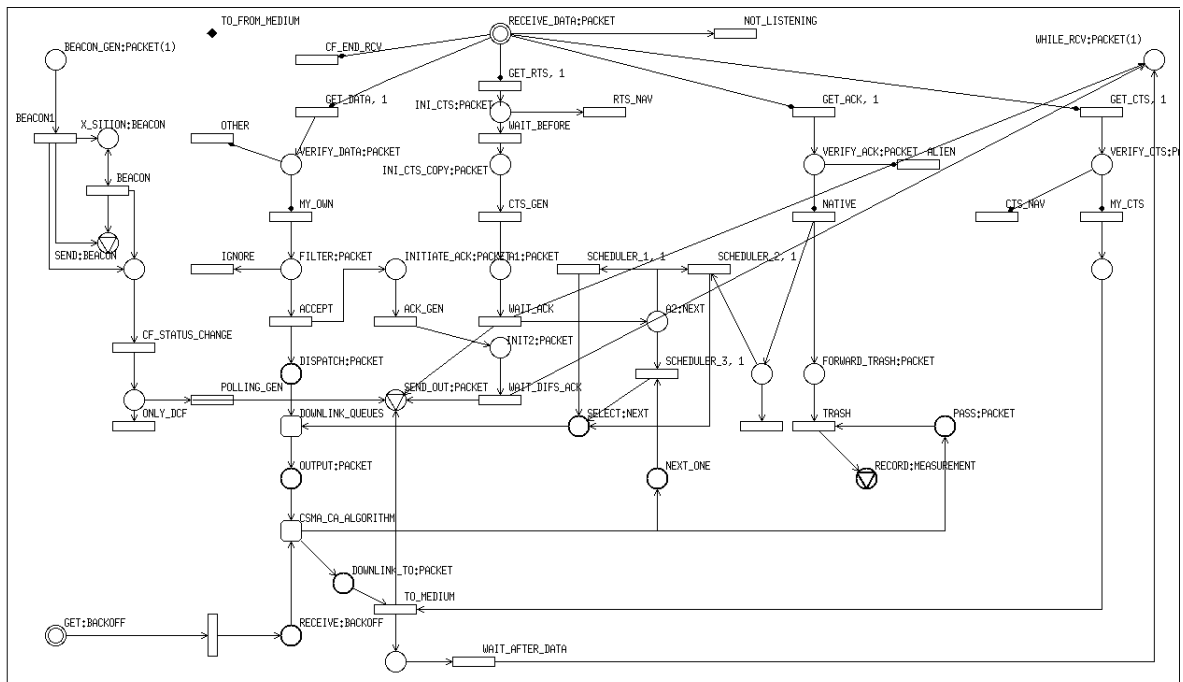 TO_FROM_MEDIUM
RECEIVE_DATA:PACKET
NOT_LISTENING
BEACON_GEN:PACKET(1)
CF_END_RCV
WHILE_RCV:PACKET(1)
GET_RTS, 1
GET_DATA, 1
INI_CTS:PACKET
RTS_NAV
GET_ACK, 1
GET_CTS, 1
BEACON1
X_SITION:BEACON
OTHER
WAIT_BEFORE
VERIFY_DATA:PACKET
INI_CTS_COPY:PACKET
VERIFY_ACK:PACKET
ALIEN
VERIFY_CTS:P
BEACON
MY_OWN
CTS_GEN
NATIVE
CTS_NAV
MY_CTS
SEND:BEACON
IGNORE
FILTER:PACKET
INITIATE_ACK:PACKET
A1:PACKET
SCHEDULER_1, 1
SCHEDULER_2, 1
ACCEPT
ACK_GEN
WAIT_ACK
A2:NEXT
CF_STATUS_CHANGE
INIT2:PACKET
DISPATCH:PACKET
SCHEDULER_3, 1
FORWARD_TRASH:PACKET
POLLING_GEN
SEND_OUT:PACKET
WAIT_DIFS_ACK
ONLY_DCF
DOWNLINK_QUEUES
SELECT:NEXT
TRASH
PASS:PACKET
OUTPUT:PACKET
NEXT_ONE
RECORD:MEASUREMENT
CSMA_CA_ALGORITHM
DOWNLINK_TO:PACKET
TO_MEDIUM
GET:BACKOFF
RECEIVE:BACKOFF
WAIT_AFTER_DATA